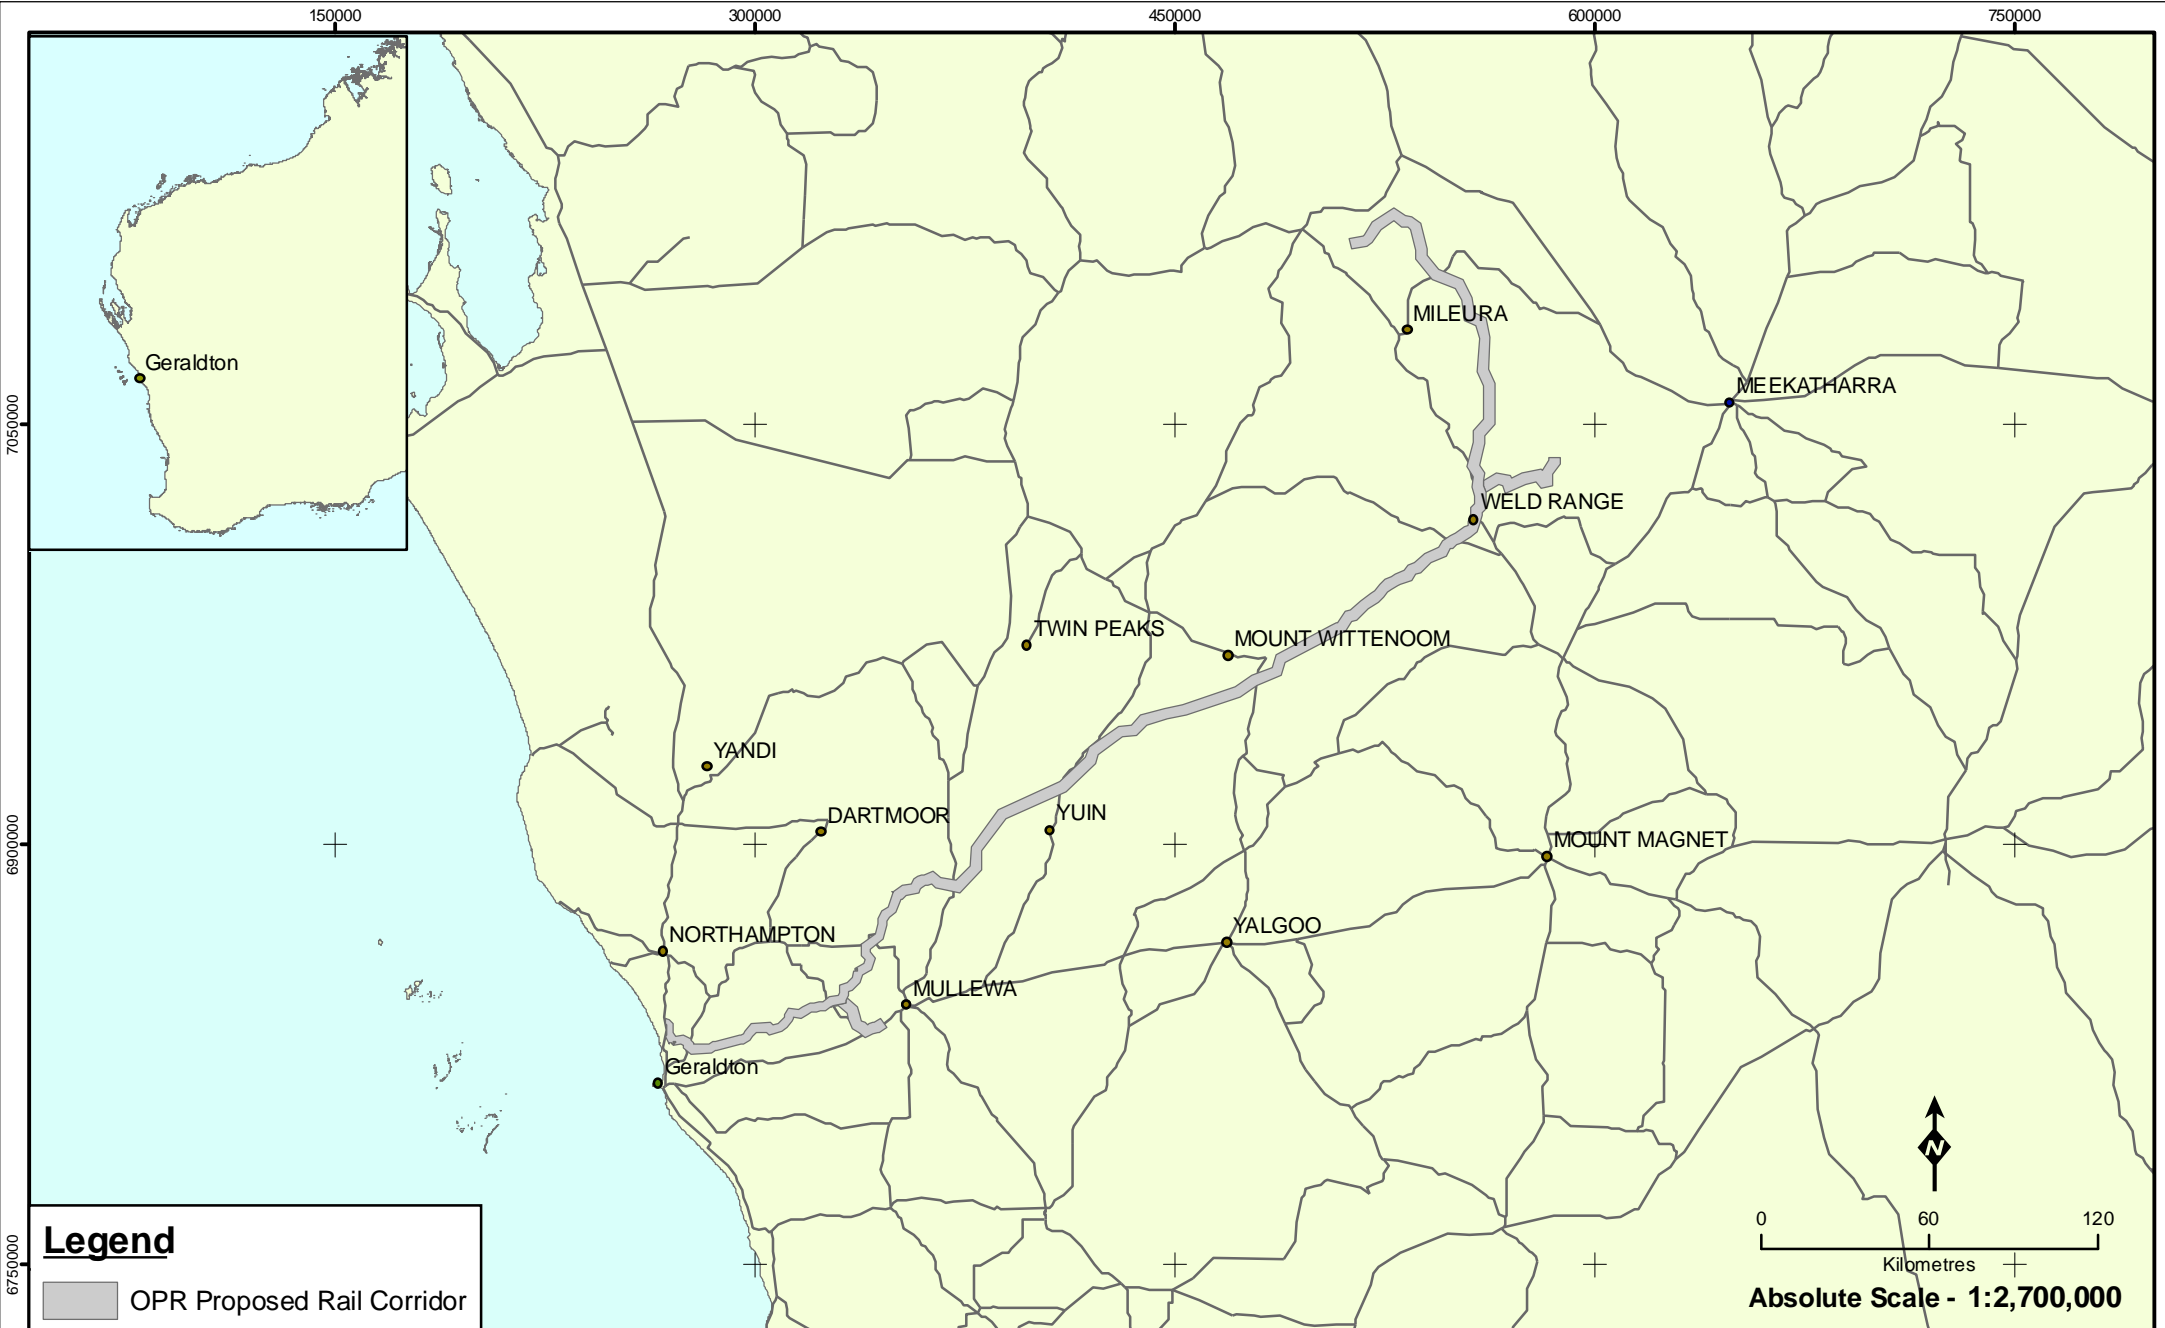 150000 300000 450000 600000 750000
Geraldton
7050000
6900000
6750000
MILEURA
MEEKATHARRA
WELD RANGE
TWIN PEAKS
MOUNT WITTENOOM
YANDI
DARTMOOR
YUIN
MOUNT MAGNET
NORTHAMPTON
YALGOO
MULLEWA
Geraldton
N
0 60 120
Kilometres
Absolute Scale - 1:2,700,000
Legend
OPR Proposed Rail Corridor